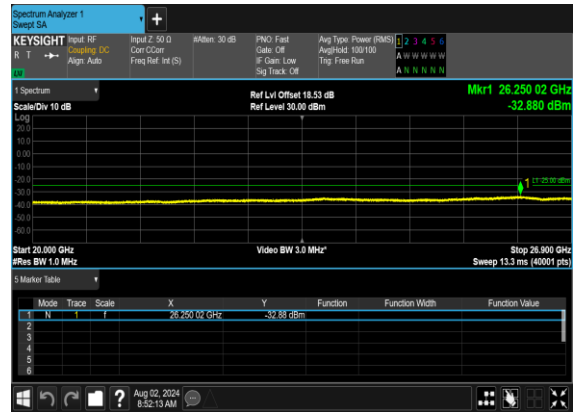 Spectrum Analyzer 1
Swept SA
+
KEYSIGHT Input: RF Input Z: 50 Ω #Atten: 30 dB PNO: Fast Avg Type: Power (RMS) 1 2 3 4 5 6
R T Coupling: DC Corr CCorr Gate: Off Avg|Hold: 100/100 A W W W W W
Align: Auto Freq Ref: Int (S) IF Gain: Low Trig: Free Run
LW Sig Track: Off A N N N N N
1 Spectrum Ref Lvl Offset 18.53 dB Mkr1 26.250 02 GHz
Scale/Div 10 dB Ref Level 30.00 dBm -32.880 dBm
Log
20.0
10.0
0.00
-10.0
-20.0
1 L1 -25.00 dBm
-30.0
-40.0
-50.0
-60.0
Start 20.000 GHz Video BW 3.0 MHz* Stop 26.900 GHz
#Res BW 1.0 MHz Sweep 13.3 ms (40001 pts)
5 Marker Table
Mode Trace Scale X Y Function Function Width Function Value
1 N 1 f 26.250 02 GHz -32.88 dBm
2
3
4
5
6
? Aug 02, 2024
8:52:13 AM